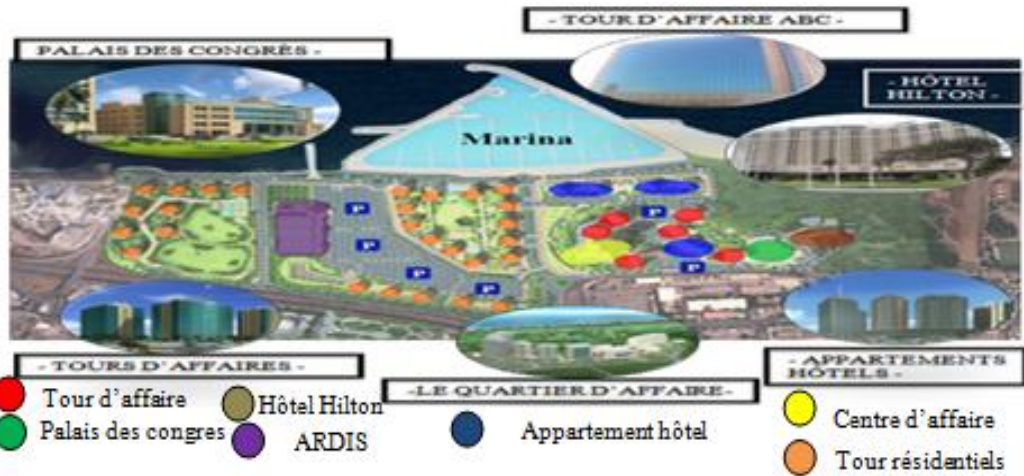 - TOUR D'AFFAIRE ABC -
PALAIS DES CONGRÈS -
- HÔTEL
HILTON -
Marina
P
P
P
P
P
P
- TOURS D'AFFAIRES -
-LE QUARTIER D'AFFAIRE-
- APPARTEMENTS
HÔTELS -
Tour d'affaire
Hôtel Hilton
Palais des congres
ARDIS
Appartement hôtel
Centre d'affaire
Tour résidentiels